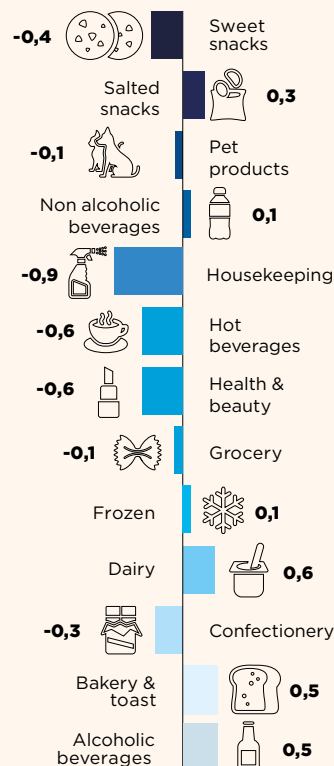 -0,4
Sweet
snacks
Salted
snacks
0,3
-0,1
Pet
products
Non alcoholic
beverages
0,1
-0,9
Housekeeping
-0,6
Hot
beverages
-0,6
Health &
beauty
-0,1
Grocery
Frozen
0,1
Dairy
0,6
-0,3
Confectionery
Bakery &
toast
0,5
Alcoholic
beverages
0,5